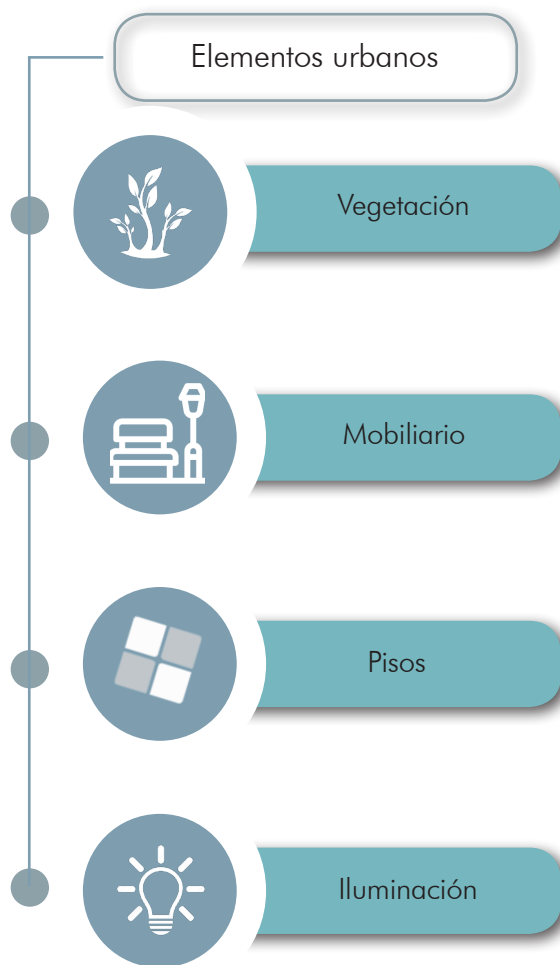 Elementos urbanos
Vegetación
Mobiliario
Pisos
Iluminación